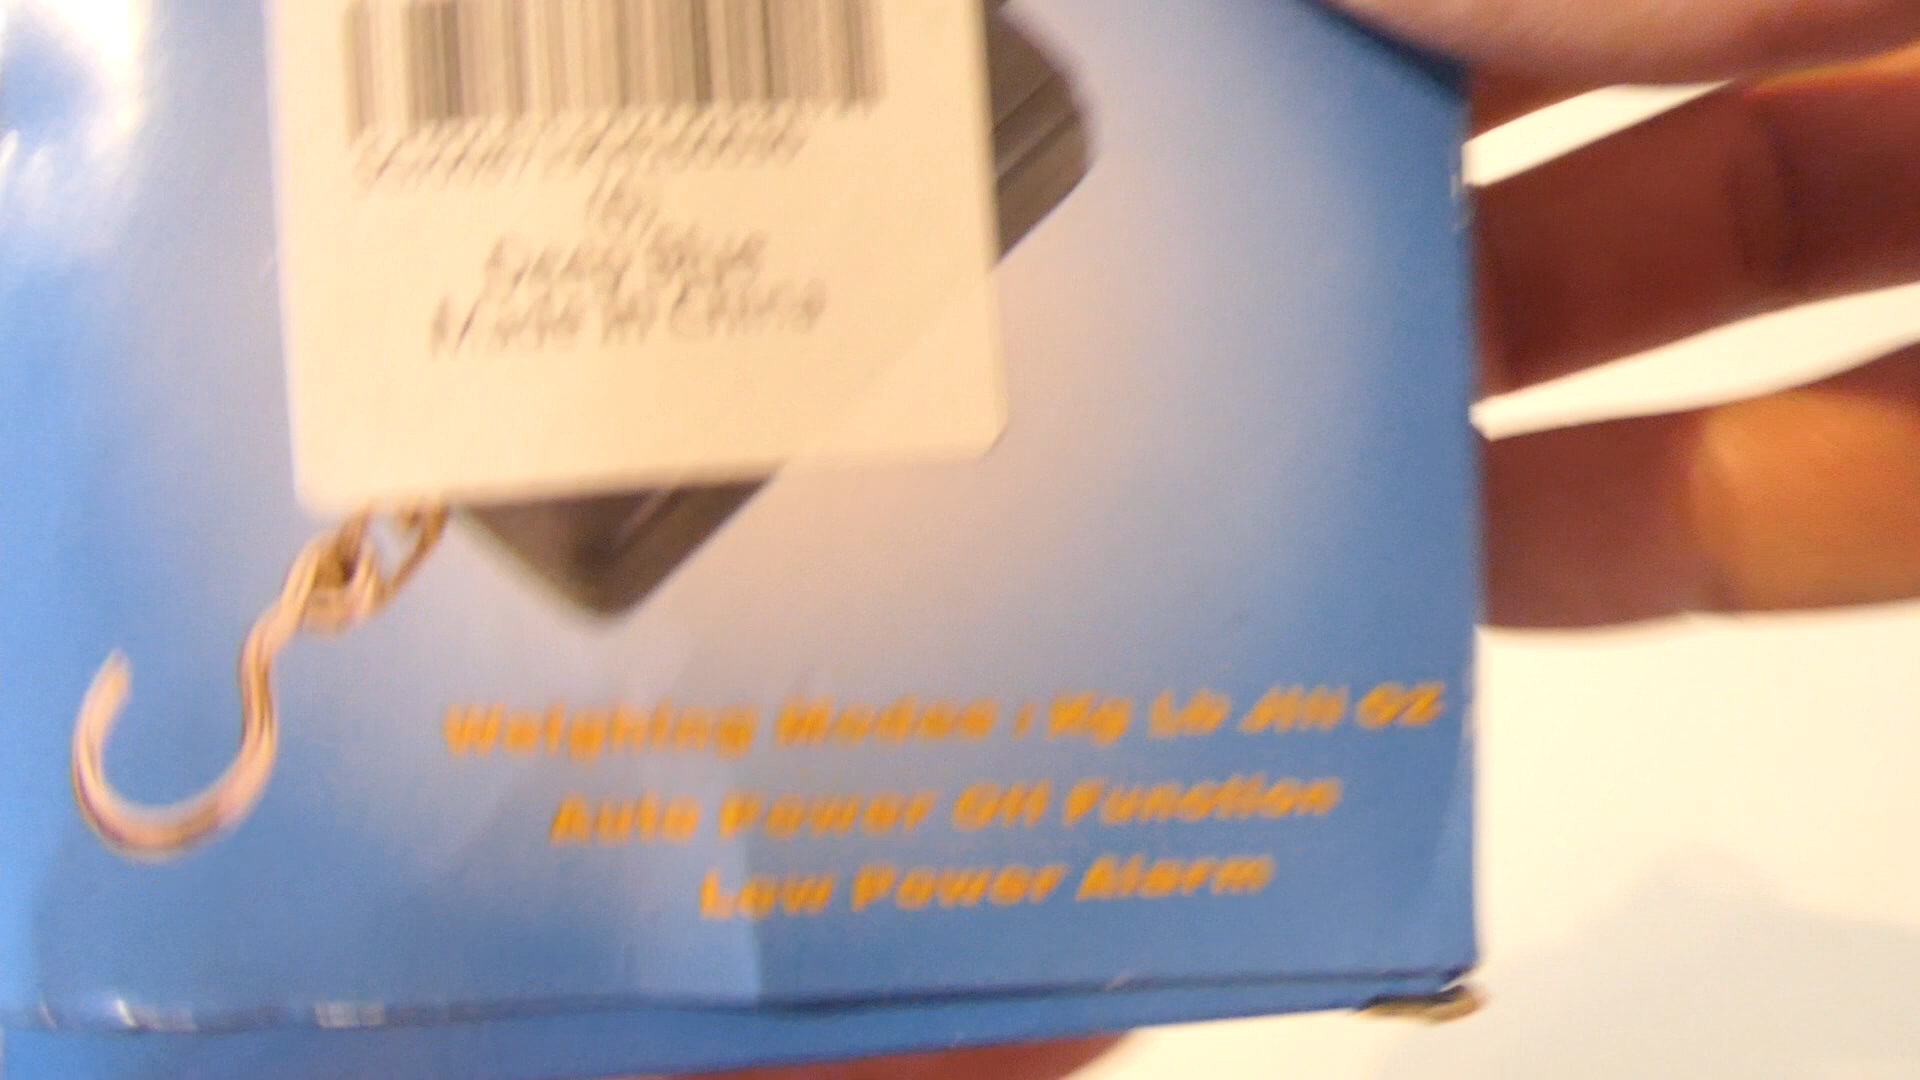 Made in China
Weighing Modes : Kg Lb Jin OZ
Auto Power Off Function
Low Power Alarm